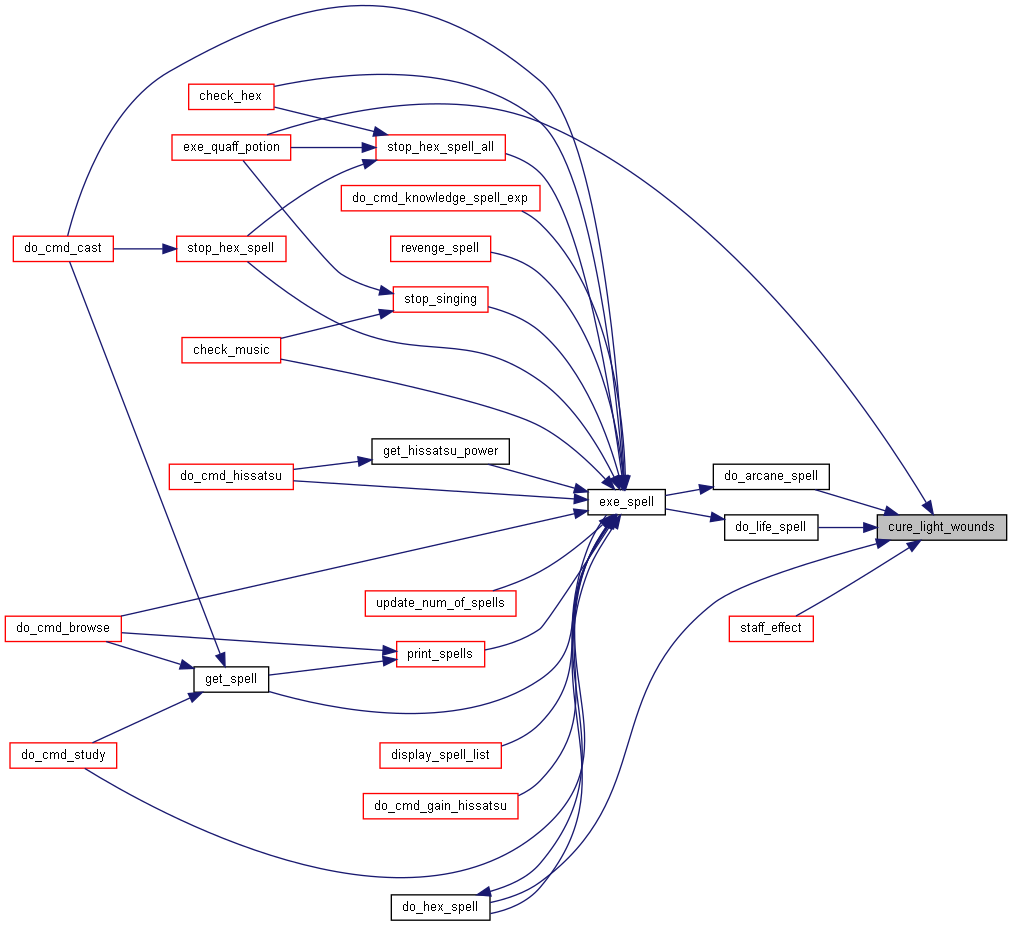 check_hex
exe_quaff_potion
stop_hex_spell_all
do_cmd_knowledge_spell_exp
do_cmd_cast
stop_hex_spell
revenge_spell
stop_singing
check_music
get_hissatsu_power
do_cmd_hissatsu
do_arcane_spell
exe_spell
do_life_spell
cure_light_wounds
update_num_of_spells
do_cmd_browse
staff_effect
print_spells
get_spell
do_cmd_study
display_spell_list
do_cmd_gain_hissatsu
do_hex_spell